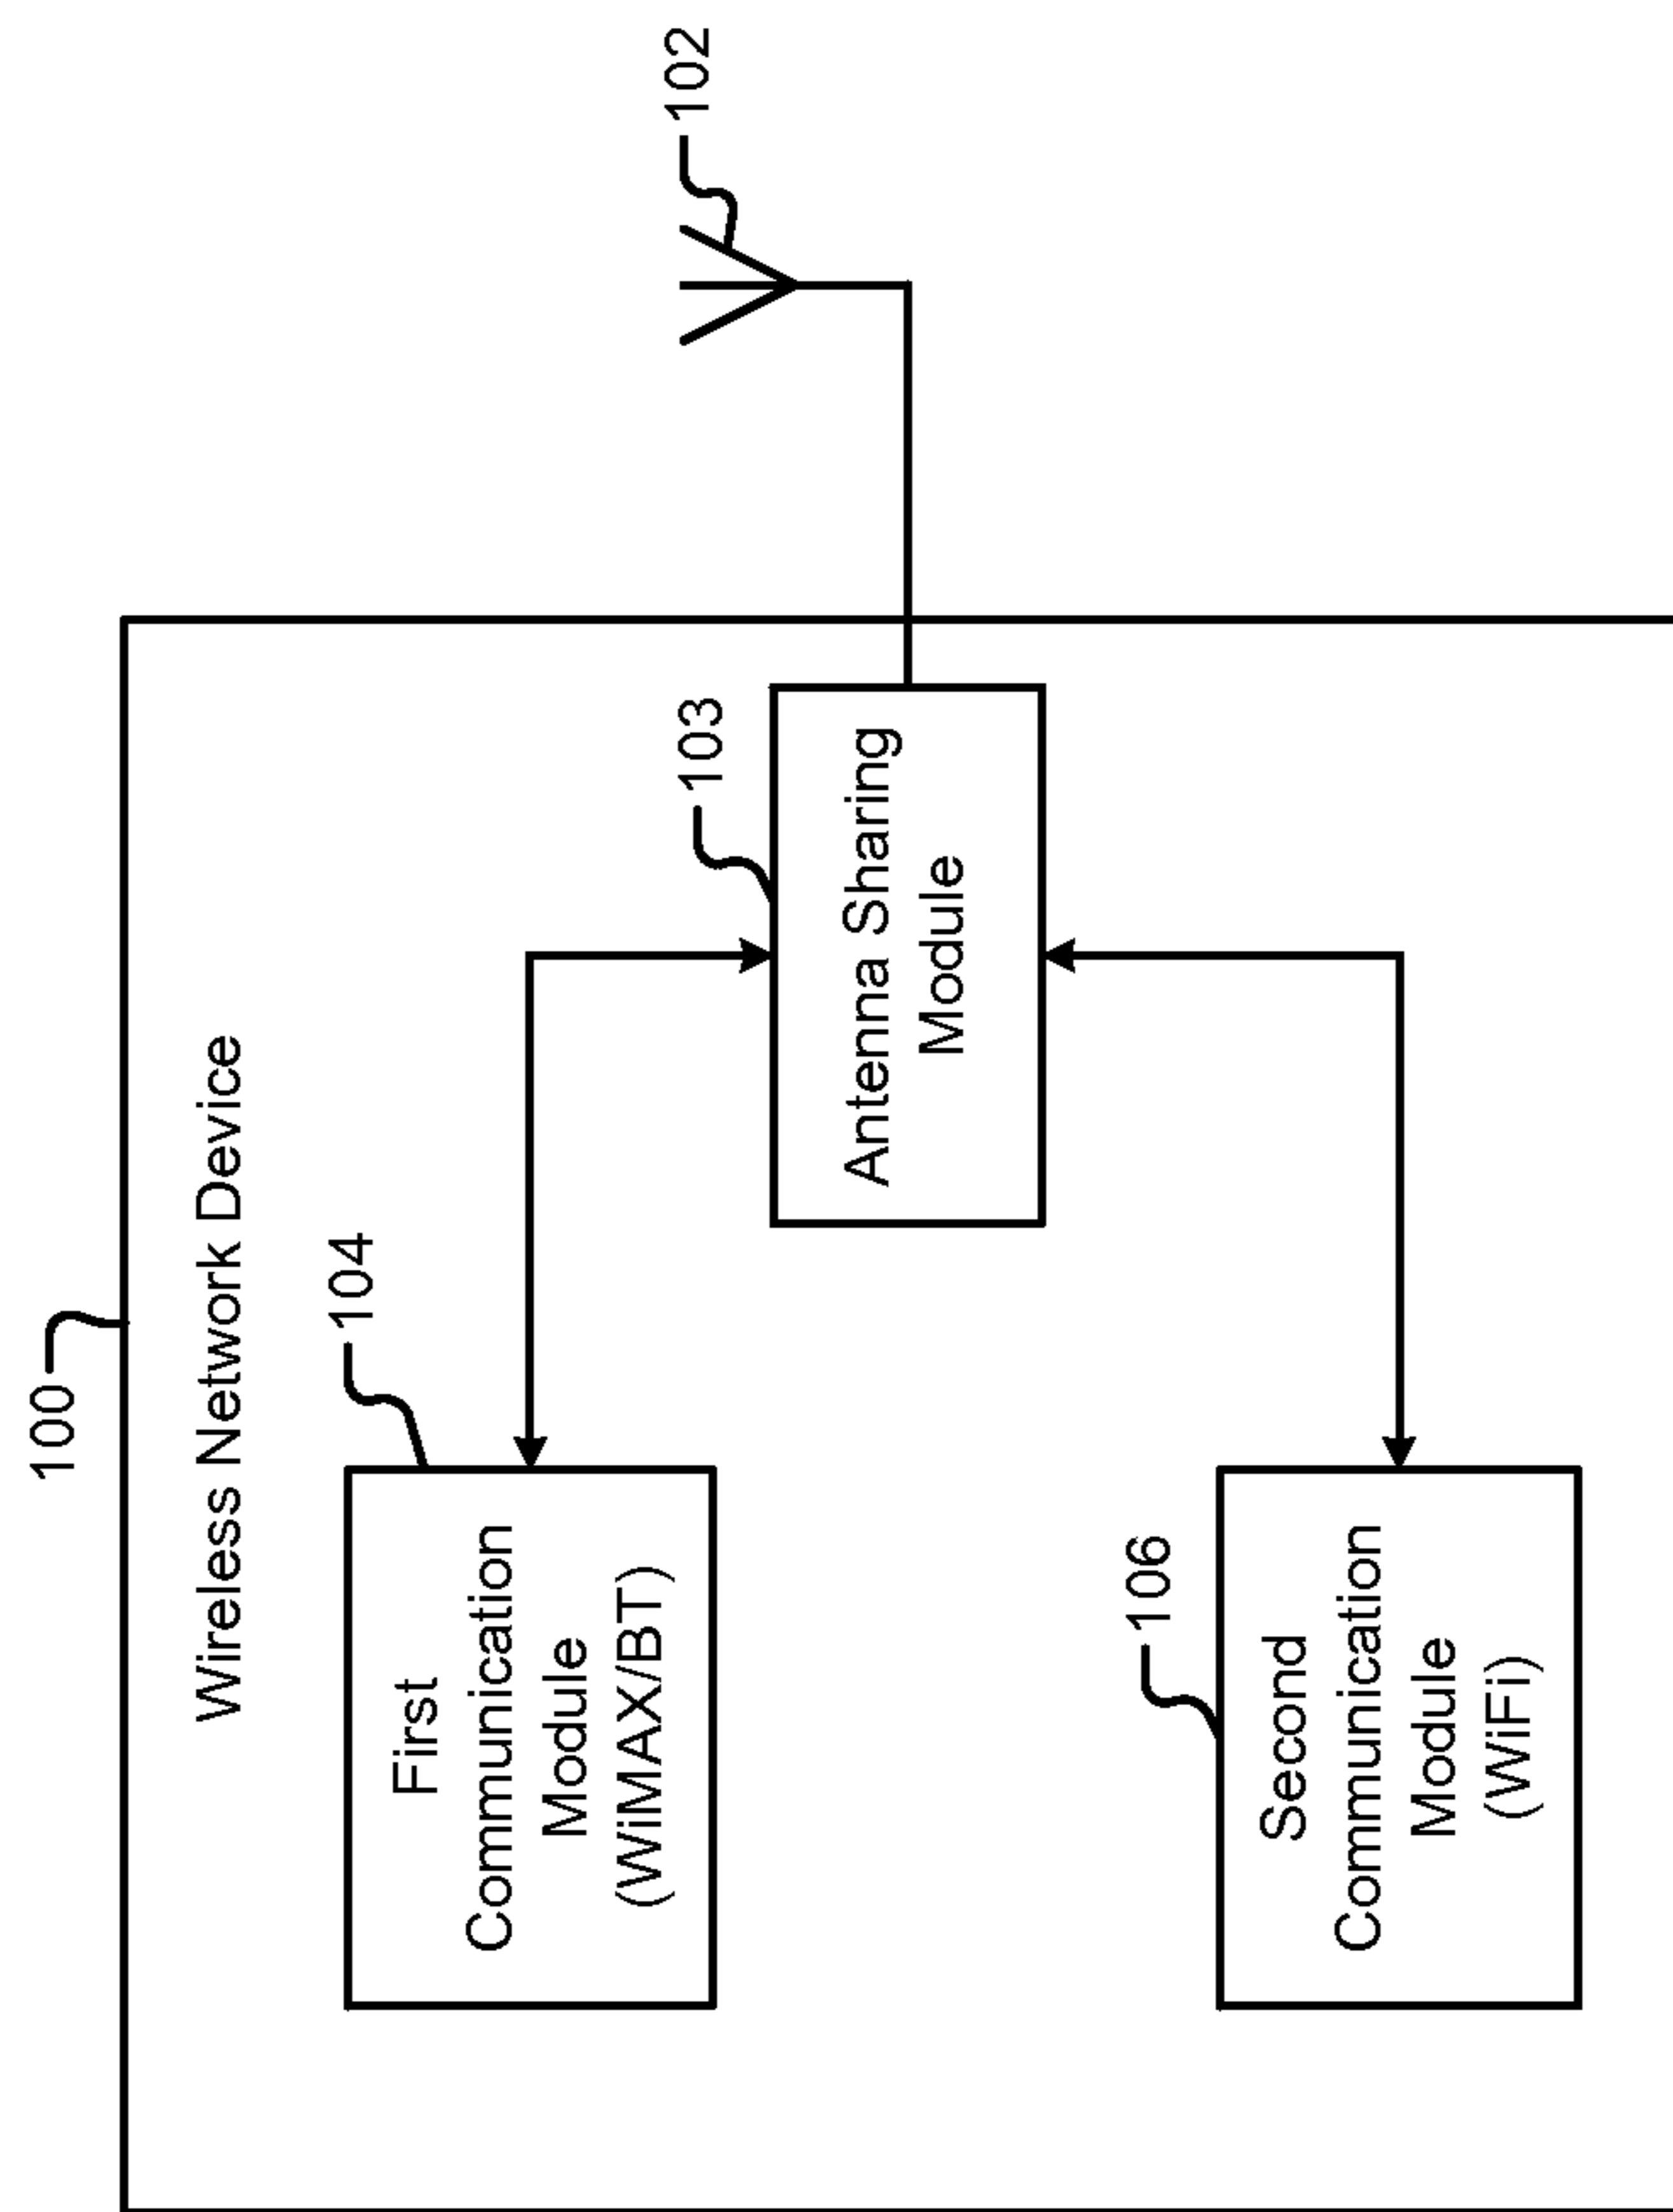 100
Wireless Network Device
104
First
Communication
Module
(WiMAX/BT)
103
Antenna Sharing
Module
102
106
Second
Communication
Module
(WiFi)